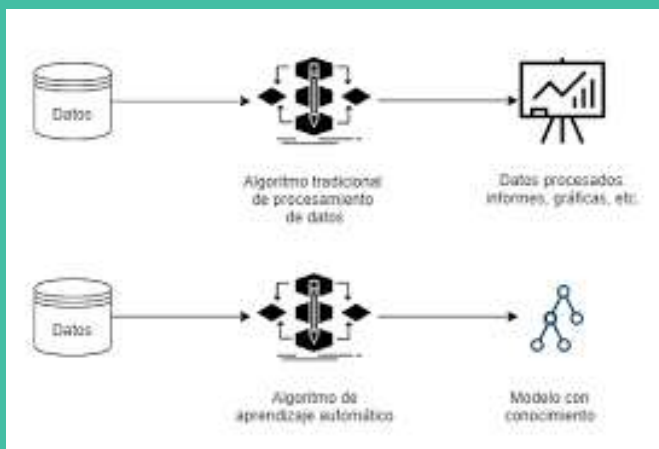 Datos
Algoritmo tradicional
de procesamiento
de datos
Datos procesados
informes, gráficas, etc.
Datos
Algoritmo de
aprendizaje automático
Modelo con
conocimiento